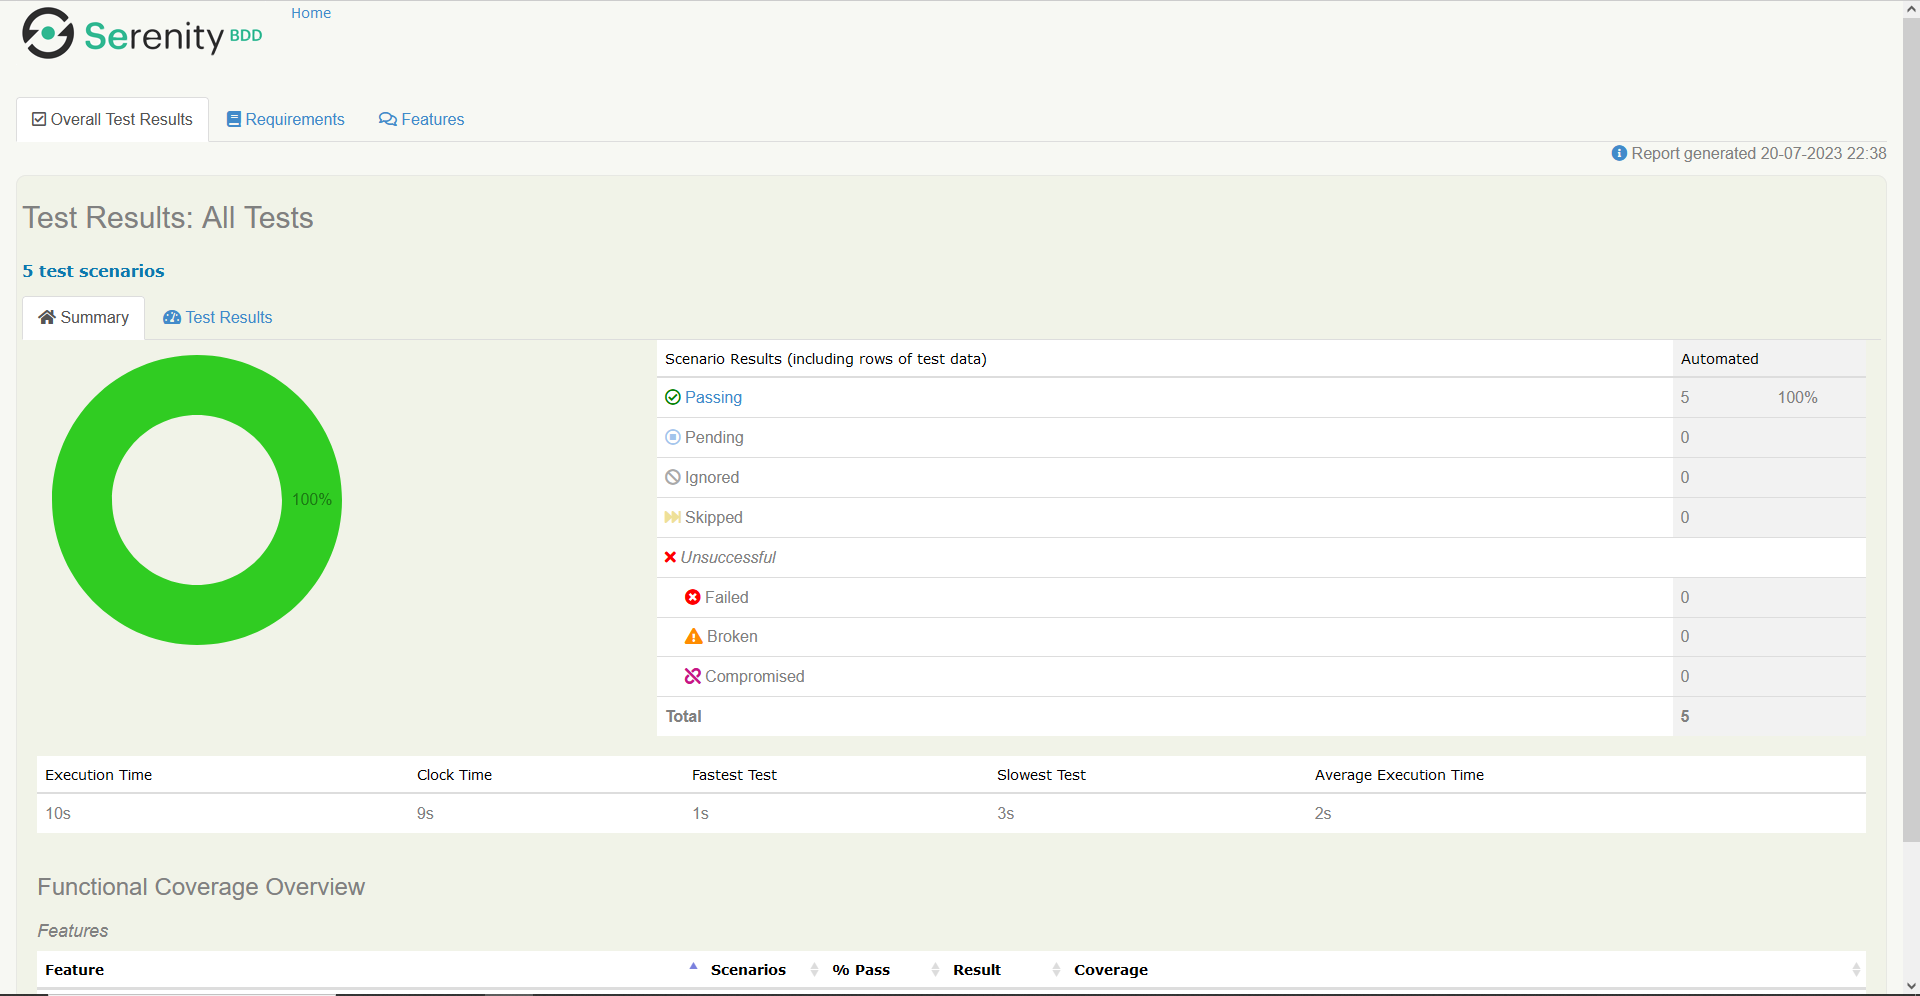 Serenity BDD
Home
Overall Test Results
Requirements
Features
Report generated 20-07-2023 22:38
Test Results: All Tests
5 test scenarios
Summary
Test Results
100%
Scenario Results (including rows of test data) Automated
Passing 5 100%
Pending 0
Ignored 0
Skipped 0
Unsuccessful
Failed 0
Broken 0
Compromised 0
Total 5
Execution Time Clock Time Fastest Test Slowest Test Average Execution Time
10s 9s 1s 3s 2s
Functional Coverage Overview
Features
Feature Scenarios % Pass Result Coverage